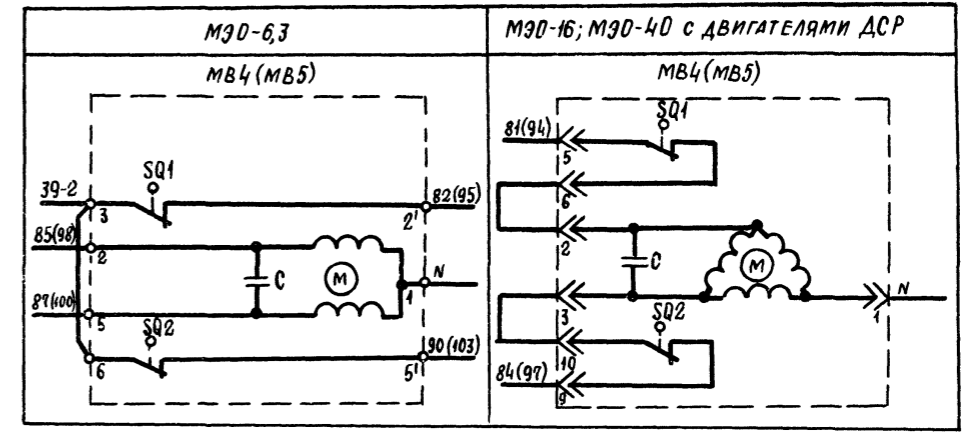 МЭО-6,3
МВ4(МВ5)
SQ1
39-2
3
82(95)
2'
85(98)
2
C
M
N
1
87(100)
5
SQ2
6
90(103)
5'
МЭО-16; МЭО-40 С ДВИГАТЕЛЯМИ ДСР
МВ4(МВ5)
SQ1
81(94)
5
6
2
C
M
N
1
3
SQ2
10
84(97)
9